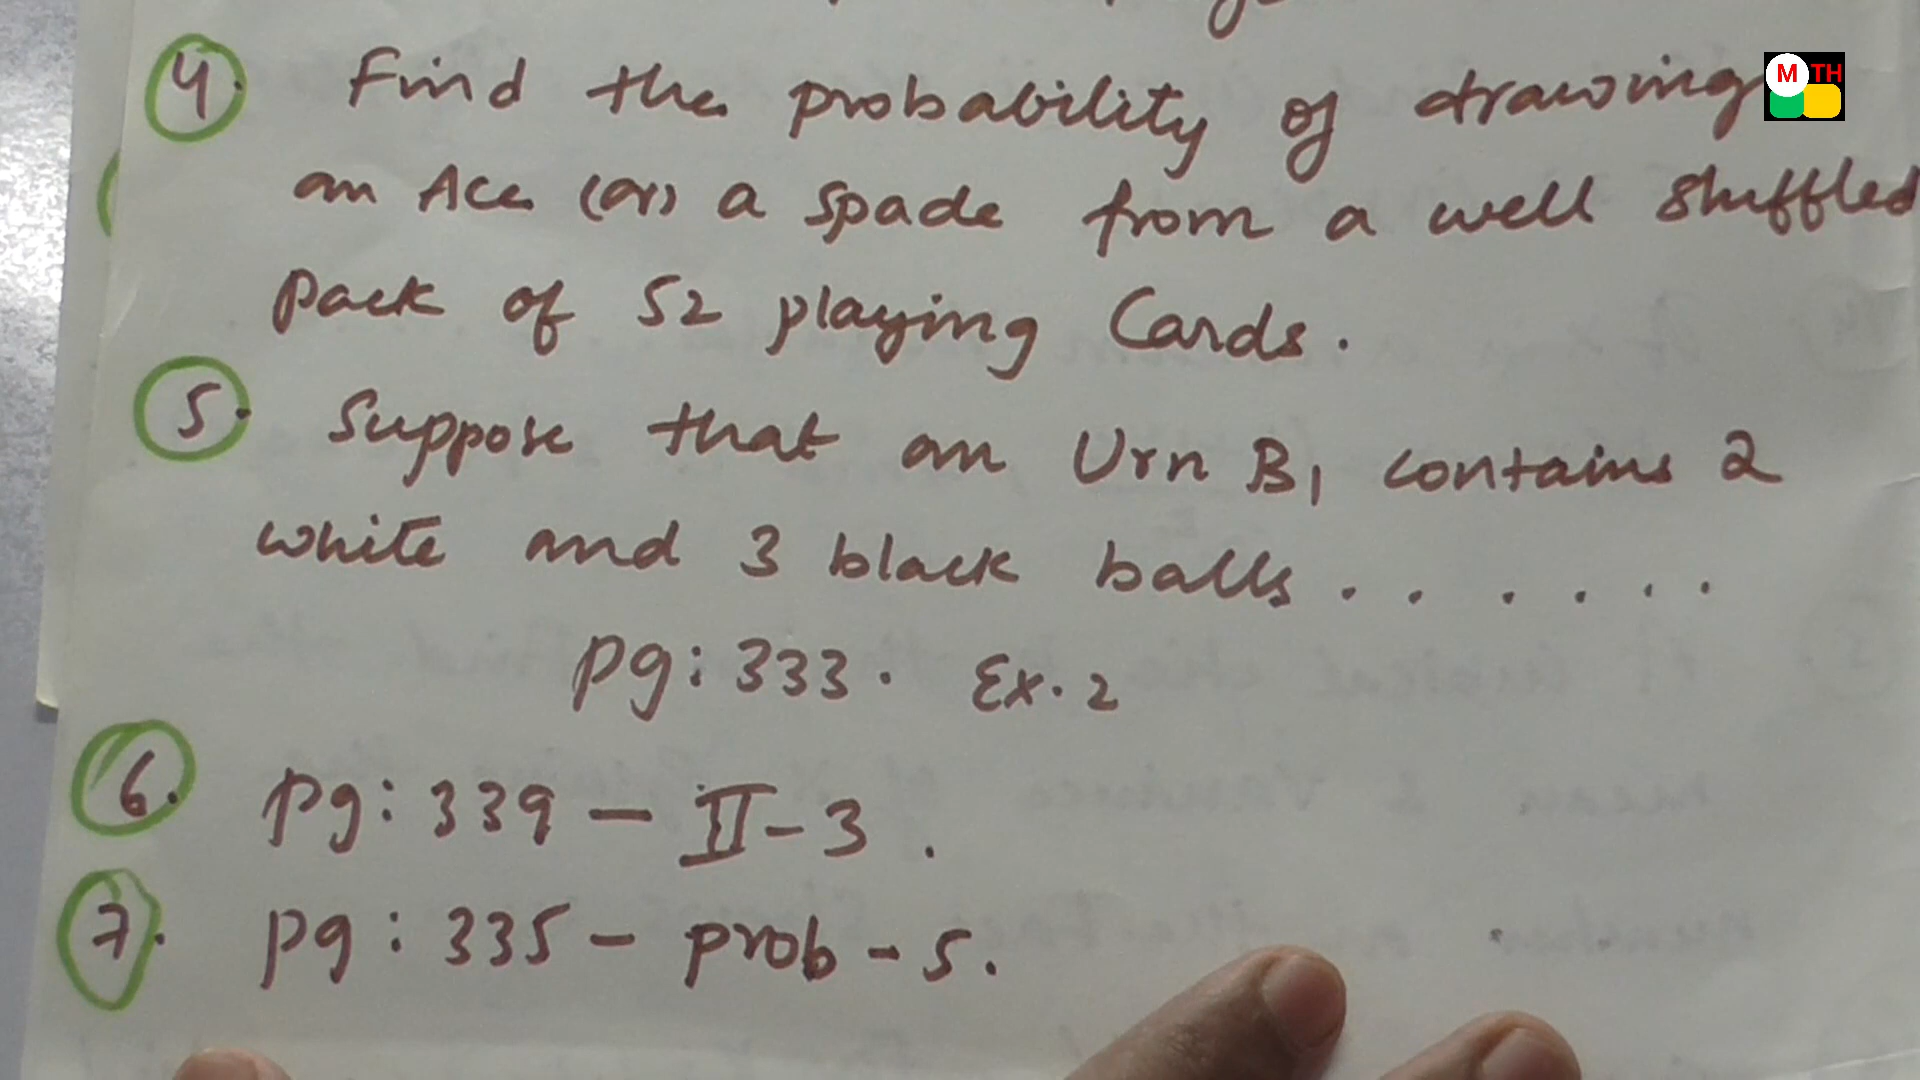 4. Find the probability of drawing
an Ace (or) a spade from a well shuffled
pack of 52 playing Cards.
5. Suppose that an Urn B1 contains 2
white and 3 black balls . . . . . .
pg: 333. Ex. 2
6. pg: 339 - II - 3.
7. pg: 335 - prob - 5.
M TH